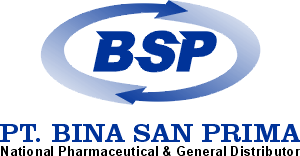 BSP
PT. BINA SAN PRIMA
National Pharmaceutical & General Distributor